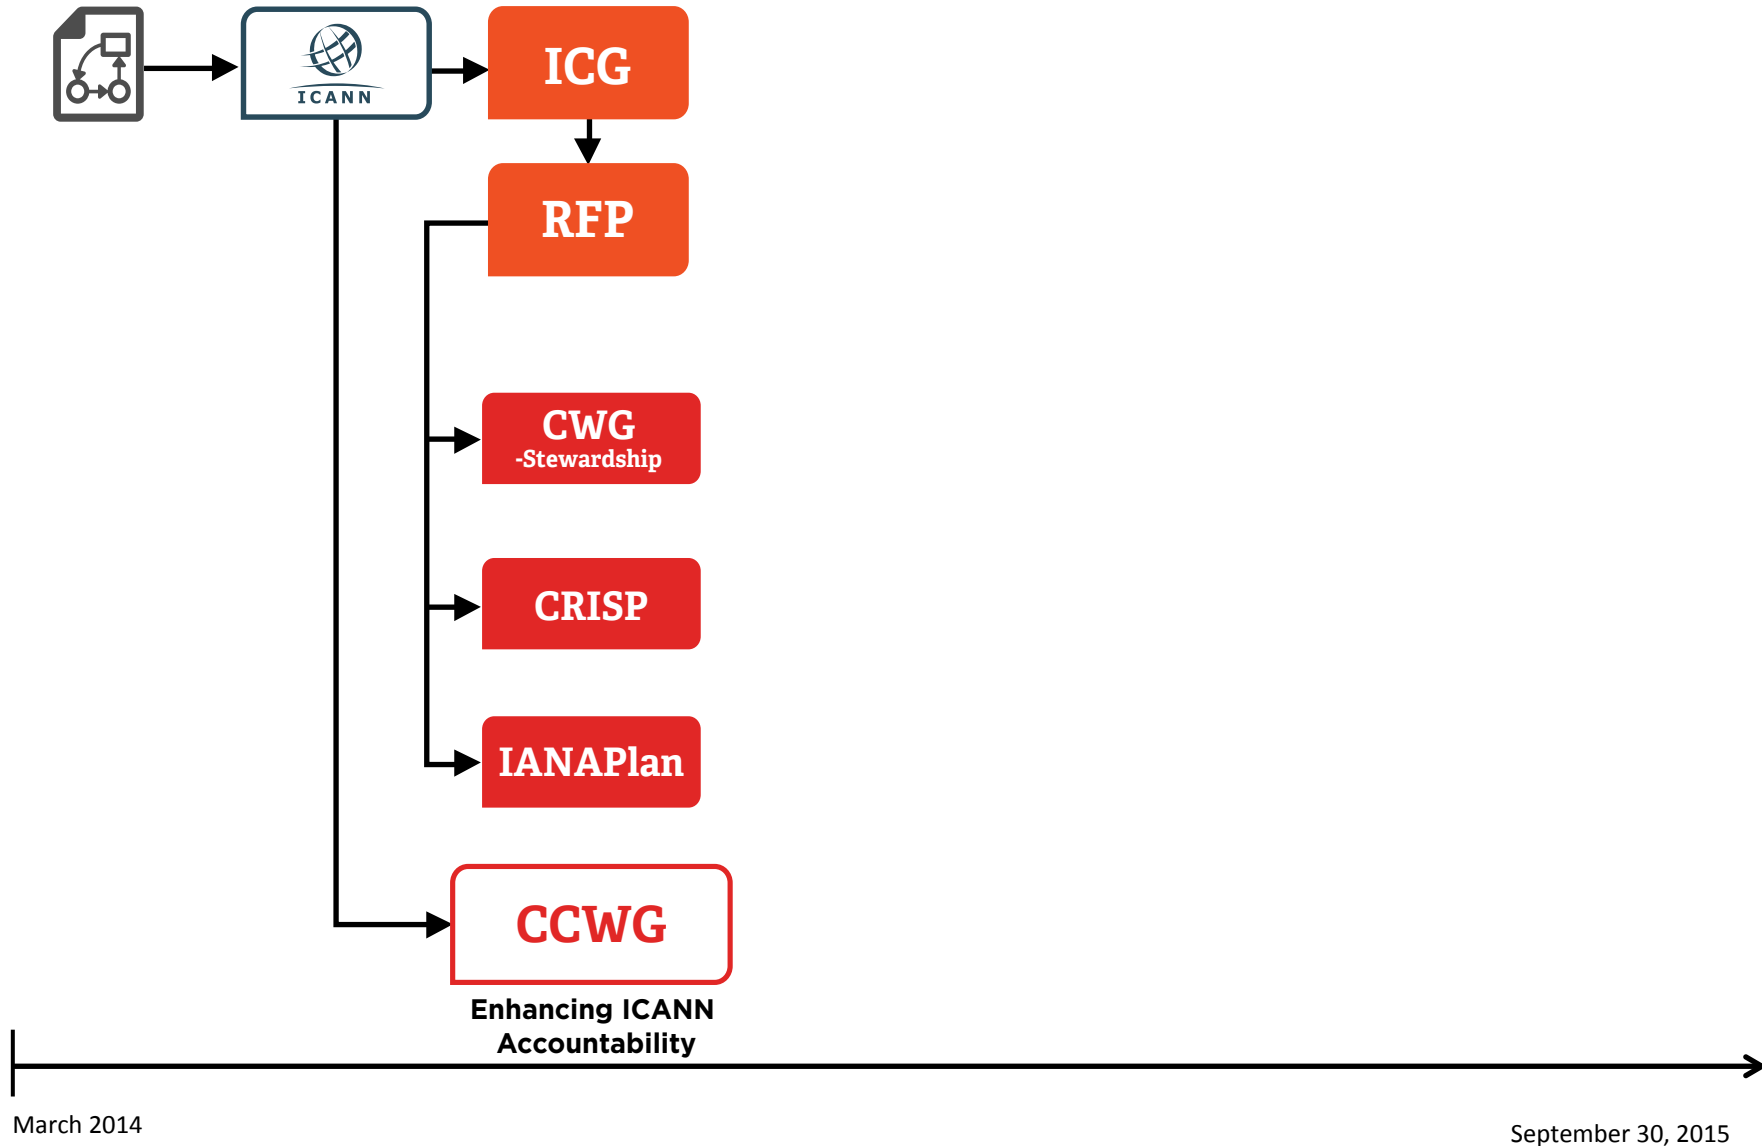 ICANN
ICG
RFP
CWG
-Stewardship
CRISP
IANAPlan
CCWG
Enhancing ICANN
Accountability
March 2014
September 30, 2015